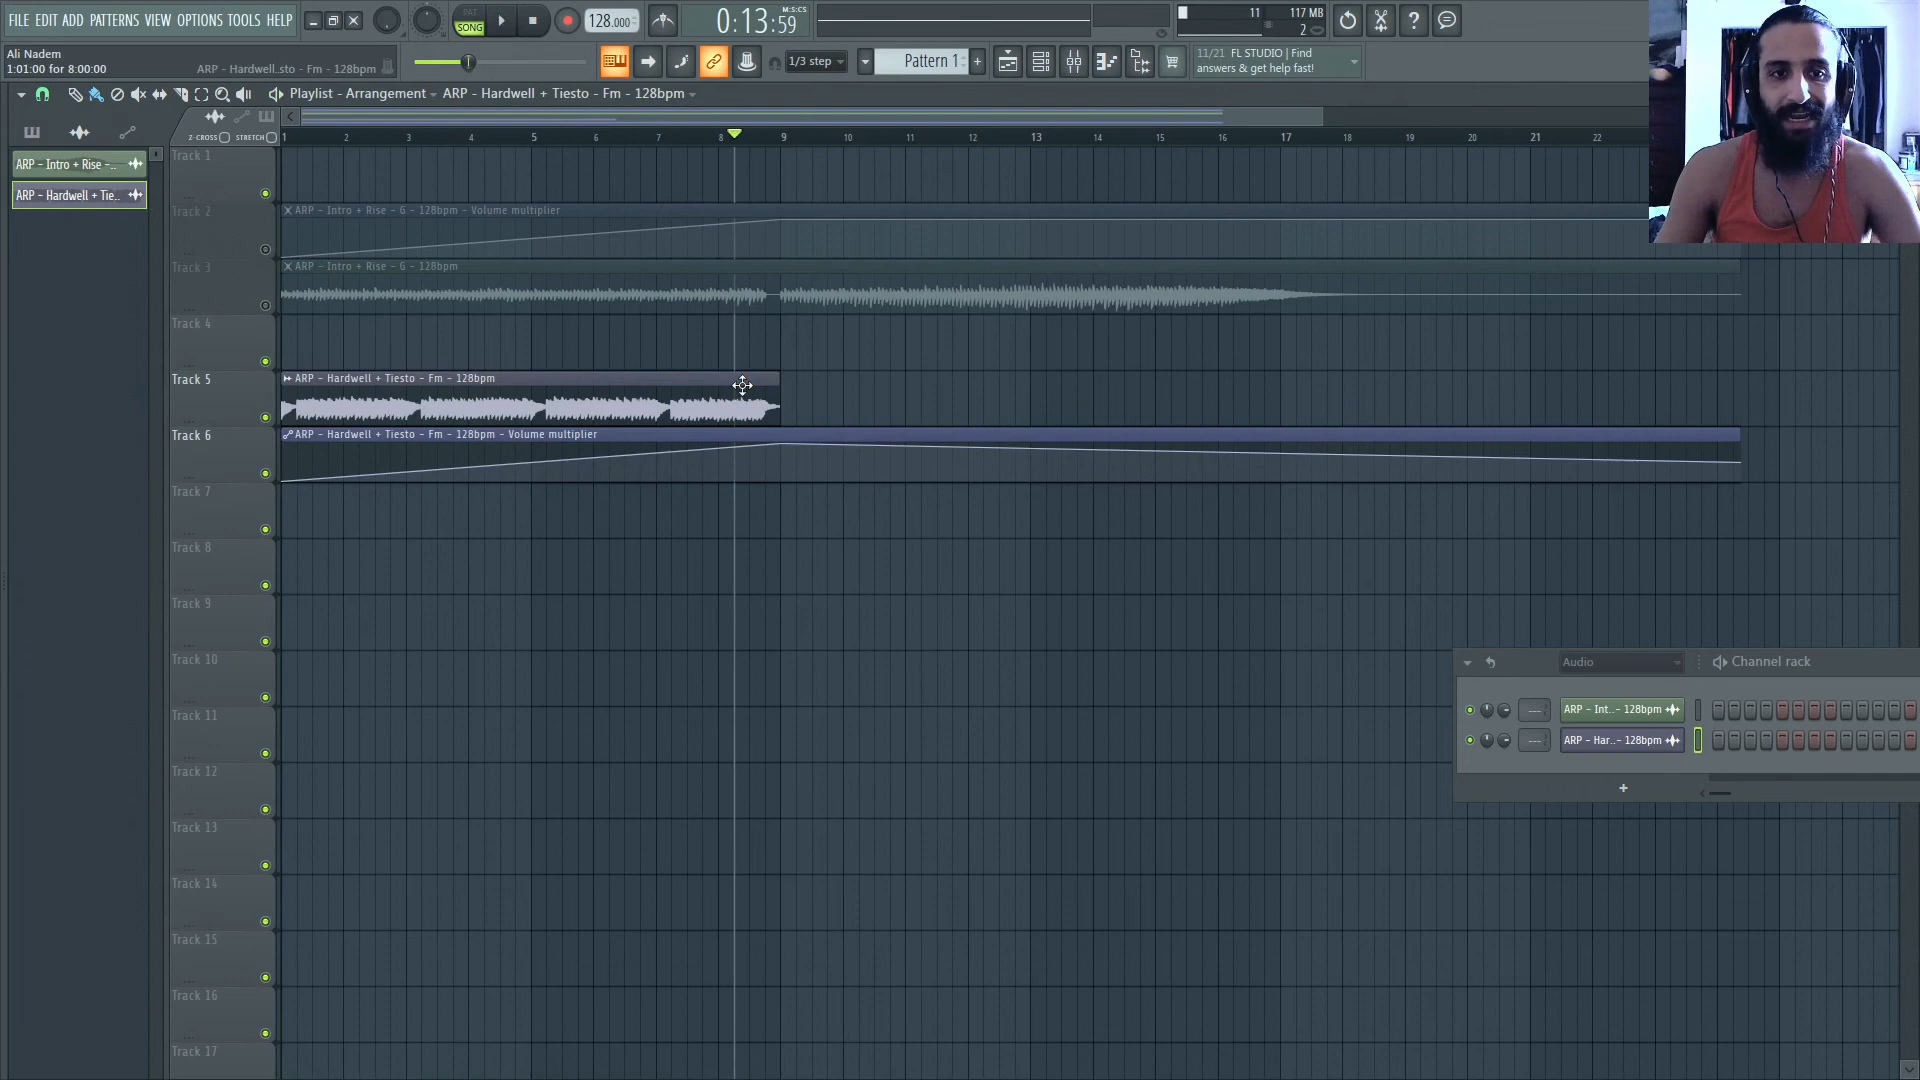 FILE EDIT ADD PATTERNS VIEW OPTIONS TOOLS HELP
PAT
SONG
128.000
0:13:59
M:S:CS
11
117 MB
2
Ali Nadem
1:01:00 for 8:00:00
ARP - Hardwell..sto - Fm - 128bpm
1/3 step
Pattern 1
+
11/21 FL STUDIO | Find
answers & get help fast!
Playlist - Arrangement
ARP - Hardwell + Tiesto - Fm - 128bpm
Z-CROSS
STRETCH
1 2 3 4 5 6 7 8 9 10 11 12 13 14 15 16 17 18 19 20 21 22
ARP - Intro + Rise -..
ARP - Hardwell + Tie..
Track 1
Track 2
ARP - Intro + Rise - G - 128bpm - Volume multiplier
Track 3
ARP - Intro + Rise - G - 128bpm
Track 4
Track 5
ARP - Hardwell + Tiesto - Fm - 128bpm
Track 6
ARP - Hardwell + Tiesto - Fm - 128bpm - Volume multiplier
Track 7
Track 8
Track 9
Track 10
Track 11
Track 12
Track 13
Track 14
Track 15
Track 16
Track 17
Audio
Channel rack
ARP - Int..- 128bpm
ARP - Har..- 128bpm
+